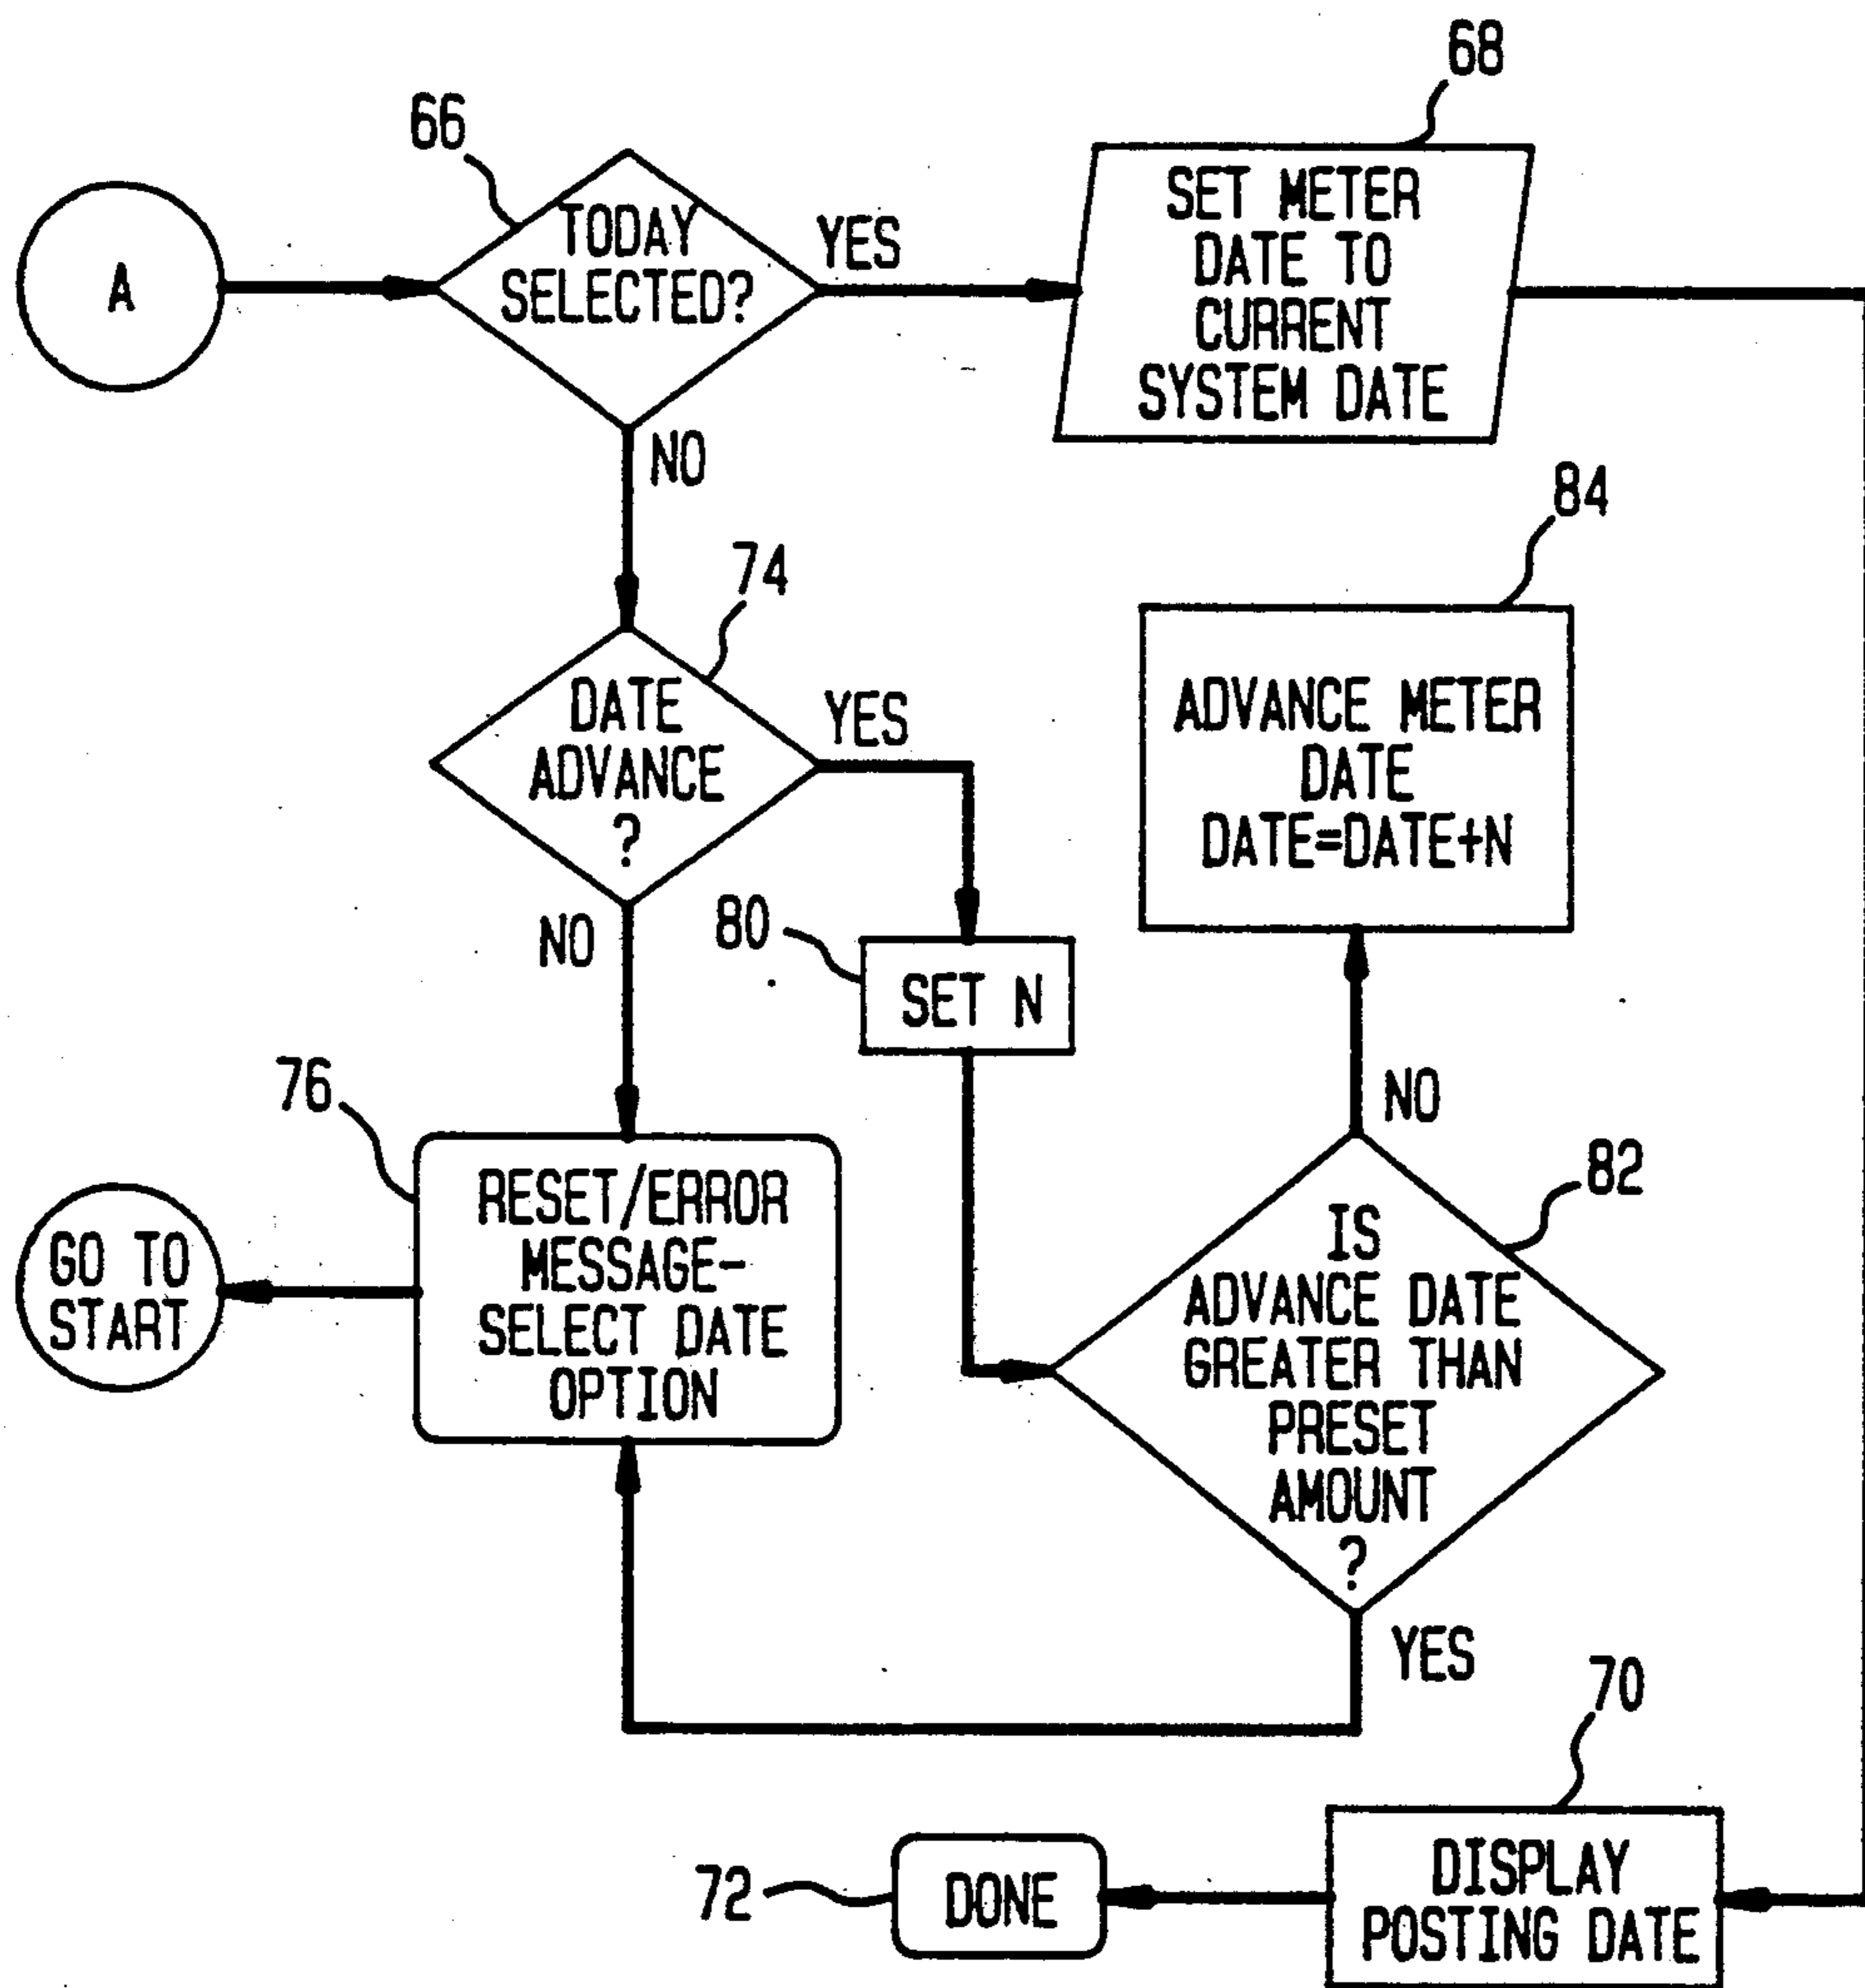 68
66
A
TODAY
SELECTED?
YES
SET METER
DATE TO
CURRENT
SYSTEM DATE
NO
84
74
DATE
ADVANCE
?
YES
ADVANCE METER
DATE
DATE=DATE+N
NO
80
SET N
76
NO
RESET/ERROR
MESSAGE-
SELECT DATE
OPTION
GO TO
START
82
IS
ADVANCE DATE
GREATER THAN
PRESET
AMOUNT
?
YES
70
72
DONE
DISPLAY
POSTING DATE